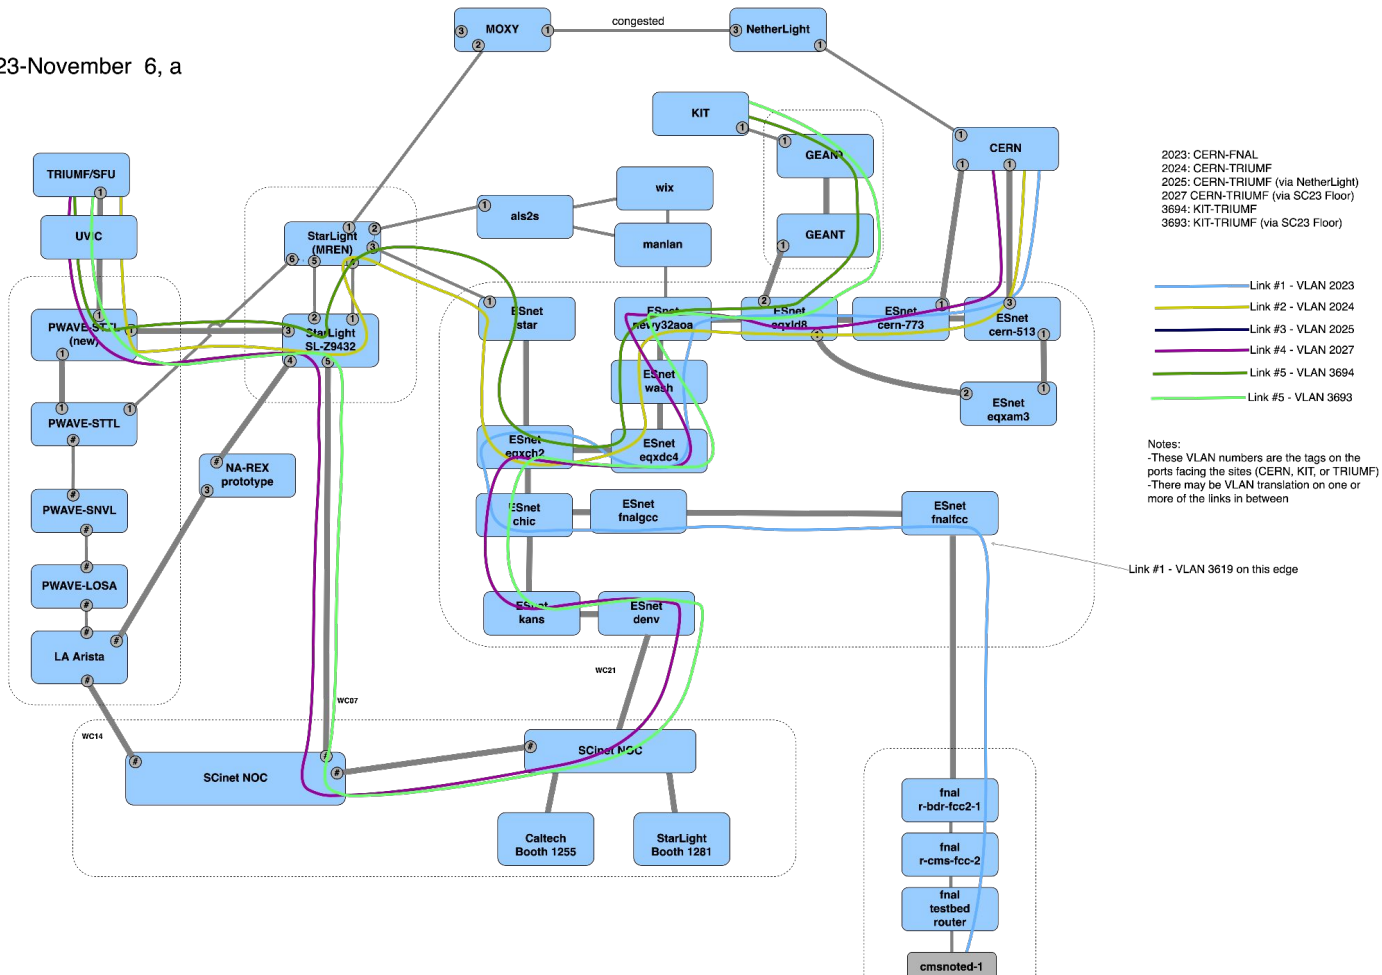 23-November 6, a
MOXY
congested
NetherLight
KIT
GEANT
CERN
TRIUMF/SFU
UVIC
wix
als2s
manlan
StarLight
(MREN)
GEANT
2023: CERN-FNAL
2024: CERN-TRIUMF
2025: CERN-TRIUMF (via NetherLight)
2027 CERN-TRIUMF (via SC23 Floor)
3694: KIT-TRIUMF
3693: KIT-TRIUMF (via SC23 Floor)
Link #1 - VLAN 2023
Link #2 - VLAN 2024
Link #3 - VLAN 2025
Link #4 - VLAN 2027
Link #5 - VLAN 3694
Link #5 - VLAN 3693
PWAVE-STTL
(new)
StarLight
SL-Z9432
ESnet
star
ESnet
newy32aoa
ESnet
eqxld8
ESnet
cern-773
ESnet
cern-513
ESnet
wash
ESnet
eqxam3
PWAVE-STTL
ESnet
eqxch2
ESnet
eqxdc4
Notes:
-These VLAN numbers are the tags on the
ports facing the sites (CERN, KIT, or TRIUMF)
-There may be VLAN translation on one or
more of the links in between
NA-REX
prototype
PWAVE-SNVL
ESnet
chic
ESnet
fnalgcc
ESnet
fnalfcc
Link #1 - VLAN 3619 on this edge
PWAVE-LOSA
ESnet
kans
ESnet
denv
LA Arista
WC21
WC07
WC14
SCinet NOC
SCinet NOC
Caltech
Booth 1255
StarLight
Booth 1281
fnal
r-bdr-fcc2-1
fnal
r-cms-fcc-2
fnal
testbed
router
cmsnoted-1